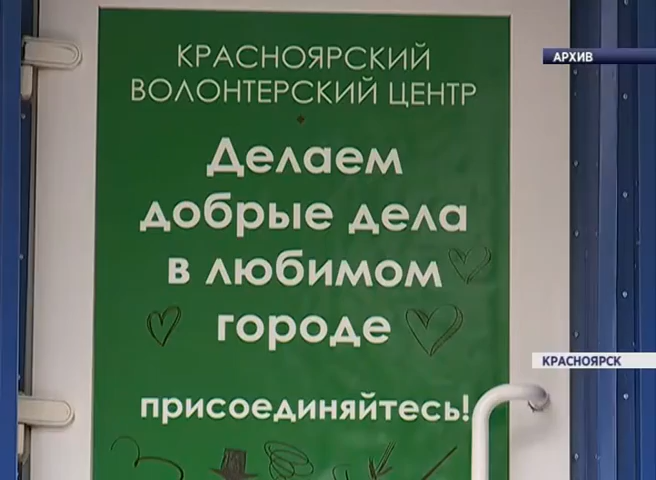 КРАСНОЯРСКИЙ
ВОЛОНТЕРСКИЙ ЦЕНТР
Делаем
добрые дела
в любимом
городе
присоединяйтесь!
АРХИВ
КРАСНОЯРСК